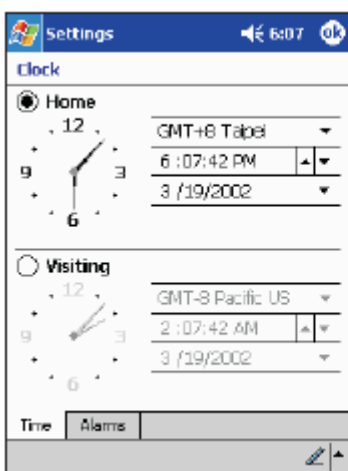 Settings 6:07 ok
Clock
Home
12
9 3
6
GMT+8 Taipei
6 :07:42 PM
3 /19/2002
Visiting
12
9 3
6
GMT-8 Pacific US
2 :07:42 AM
3 /19/2002
Time Alarms